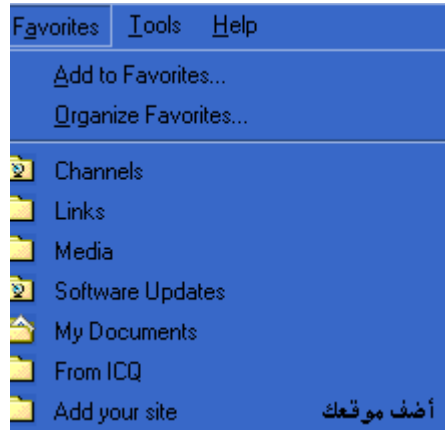 Favorites Tools Help
Add to Favorites...
Organize Favorites...
Channels
Links
Media
Software Updates
My Documents
From ICQ
Add your site أضف موقعك